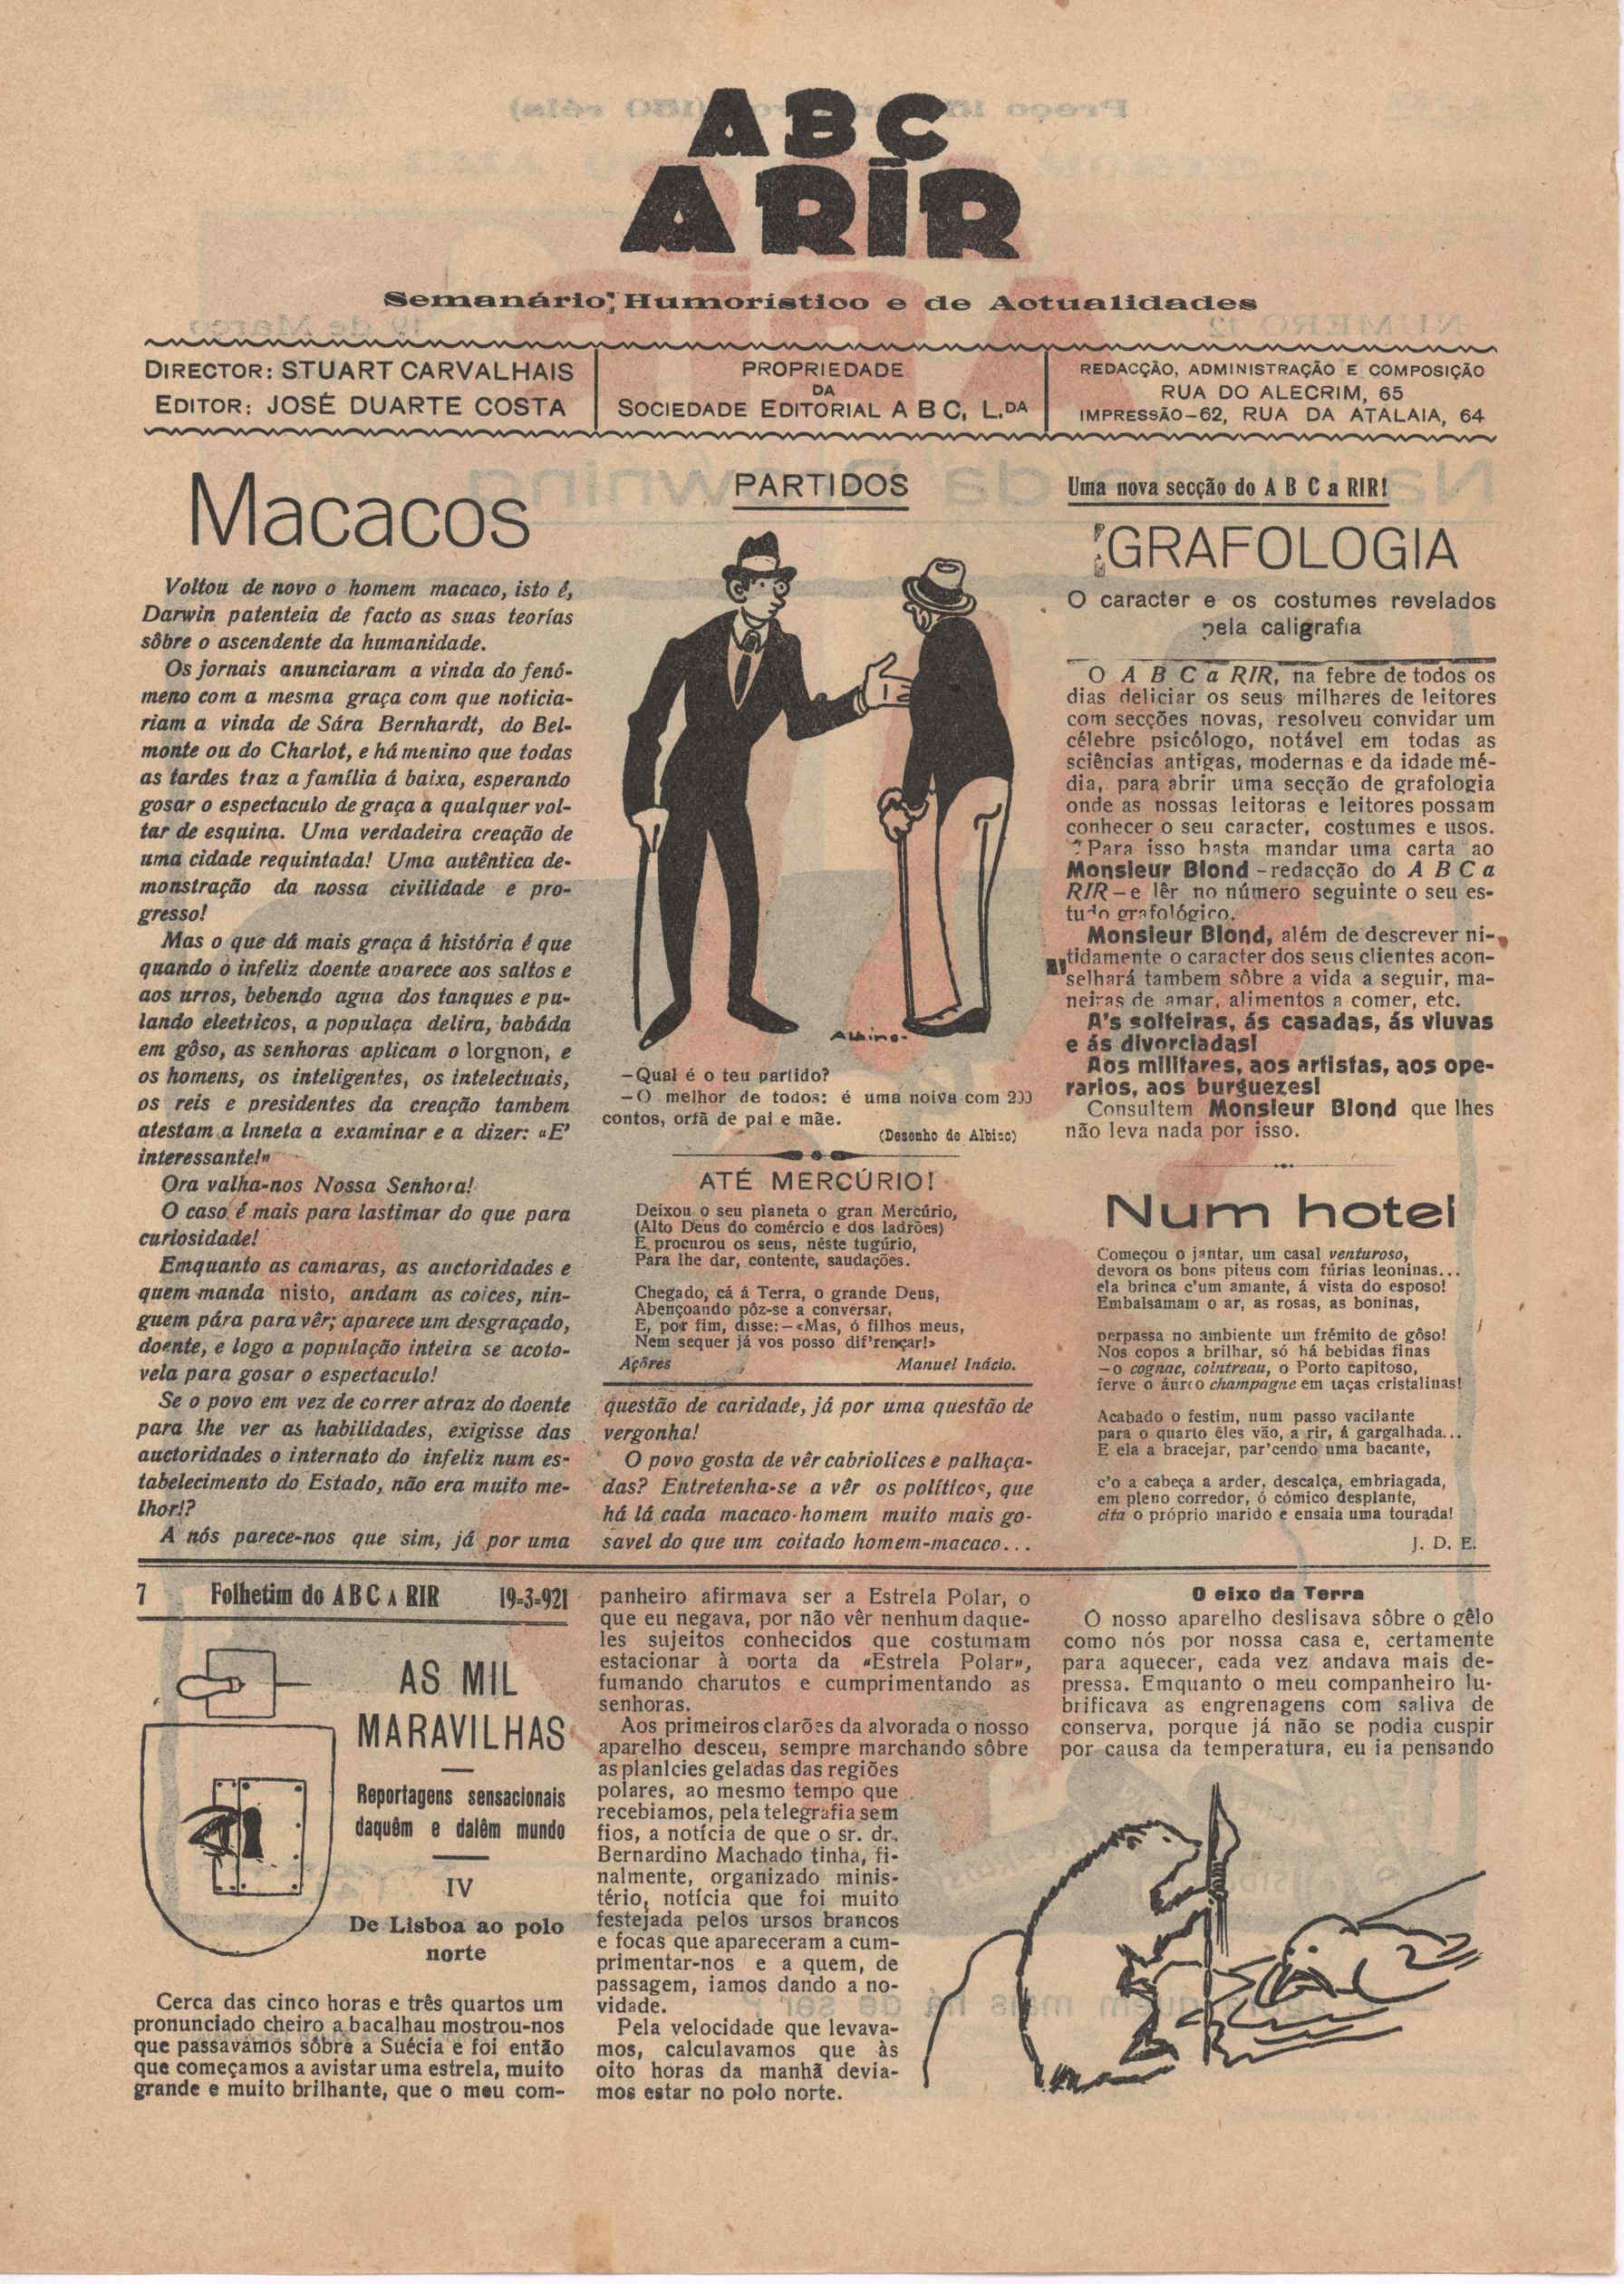 ABC
A RIR
Semanário Humorístico e de Actualidades
DIRECTOR: STUART CARVALHAIS
EDITOR: JOSÉ DUARTE COSTA
PROPRIEDADE
DA
SOCIEDADE EDITORIAL A B C, L.DA
REDACÇÃO, ADMINISTRAÇÃO E COMPOSIÇÃO
RUA DO ALECRIM, 65
IMPRESSÃO-62, RUA DA ATALAIA, 64
Macacos
Voltou de novo o homem macaco, isto é,
Darwin patenteia de facto as suas teorías
sôbre o ascendente da humanidade.
Os jornais anunciaram a vinda do fenó-
meno com a mesma graça com que noticia-
riam a vinda de Sára Bernhardt, do Bel-
monte ou do Charlot, e há menino que todas
as tardes traz a família á baixa, esperando
gosar o espectaculo de graça a qualquer vol-
tar de esquina. Uma verdadeira creação de
uma cidade requintada! Uma autêntica de-
monstração da nossa civilidade e pro-
gresso!
Mas o que dá mais graça á história é que
quando o infeliz doente aparece aos saltos e
aos urros, bebendo agua dos tanques e pu-
lando eleetricos, a populaça delira, babáda
em gôso, as senhoras aplicam o lorgnon, e
os homens, os inteligentes, os intelectuais,
os reis e presidentes da creação tambem
atestam a luneta a examinar e a dizer: «E'
interessante!»
Ora valha-nos Nossa Senhora!
O caso é mais para lastimar do que para
curiosidade!
Emquanto as camaras, as auctoridades e
quem manda nisto, andam as coices, nin-
guem pára para vêr; aparece um desgraçado,
doente, e logo a população inteira se acoto-
vela para gosar o espectaculo!
Se o povo em vez de correr atraz do doente
para lhe ver as habilidades, exigisse das
auctoridades o internato do infeliz num es-
tabelecimento do Estado, não era muito me-
lhor!?
A nós parece-nos que sim, já por uma
PARTIDOS
Albino-
—Qual é o teu partido?
—O melhor de todos: é uma noiva com 200
contos, orfã de pai e mãe.
(Desenho de Albino)
ATÉ MERCÚRIO!
Deixou o seu planeta o gran Mercúrio,
(Alto Deus do comércio e dos ladrões)
E procurou os seus, nêste tugúrio,
Para lhe dar, contente, saudações.
Chegado, cá á Terra, o grande Deus,
Abençoando pôz-se a conversar,
E, por fim, disse:—«Mas, ó filhos meus,
Nem sequer já vos posso dif'rençar!»
Açôres Manuel Inácio.
questão de caridade, já por uma questão de
vergonha!
O povo gosta de vêr cabriolices e palhaça-
das? Entretenha-se a vêr os políticos, que
há lá cada macaco-homem muito mais go-
savel do que um coitado homem-macaco...
Uma nova secção do A B C a RIR!
GRAFOLOGIA
O caracter e os costumes revelados
pela caligrafia
O A B C a RIR, na febre de todos os
dias deliciar os seus milhares de leitores
com secções novas, resolveu convidar um
célebre psicólogo, notável em todas as
sciências antigas, modernas e da idade mé-
dia, para abrir uma secção de grafologia
onde as nossas leitoras e leitores possam
conhecer o seu caracter, costumes e usos.
Para isso basta mandar uma carta ao
Monsieur Blond—redacção do A B C a
RIR—e lêr no número seguinte o seu es-
tudo grafológico.
Monsieur Blond, além de descrever ni-
tidamente o caracter dos seus clientes acon-
selhará tambem sôbre a vida a seguir, ma-
neiras de amar, alimentos a comer, etc.
A's solteiras, ás casadas, ás viuvas
e ás divorciadas!
Aos militares, aos artistas, aos ope-
rarios, aos burguezes!
Consultem Monsieur Blond que lhes
não leva nada por isso.
Num hotel
Começou o jantar, um casal venturoso,
devora os bons piteus com fúrias leoninas...
ela brinca c'um amante, á vista do esposo!
Embalsamam o ar, as rosas, as boninas,
perpassa no ambiente um frémito de gôso!
Nos copos a brilhar, só há bebidas finas
—o cognac, cointreau, o Porto capitoso,
ferve o áureo champagne em taças cristalinas!
Acabado o festim, num passo vacilante
para o quarto êles vão, a rir, á gargalhada...
E ela a bracejar, par'cendo uma bacante,
c'o a cabeça a arder, descalça, embriagada,
em pleno corredor, ó cómico desplante,
cita o próprio marido e ensaia uma tourada!
J. D. E.
7 Folhetim do A B C A RIR 19-3-921
AS MIL
MARAVILHAS
Reportagens sensacionais
daquêm e dalêm mundo
IV
De Lisboa ao polo
norte
Cerca das cinco horas e três quartos um
pronunciado cheiro a bacalhau mostrou-nos
que passavamos sôbre a Suécia e foi então
que começamos a avistar uma estrela, muito
grande e muito brilhante, que o meu com-
panheiro afirmava ser a Estrela Polar, o
que eu negava, por não vêr nenhum daque-
les sujeitos conhecidos que costumam
estacionar à porta da «Estrela Polar»,
fumando charutos e cumprimentando as
senhoras.
Aos primeiros clarões da alvorada o nosso
aparelho desceu, sempre marchando sôbre
as planícies geladas das regiões
polares, ao mesmo tempo que
recebiamos, pela telegrafia sem
fios, a notícia de que o sr. dr.
Bernardino Machado tinha, fi-
nalmente, organizado minis-
tério, notícia que foi muito
festejada pelos ursos brancos
e focas que apareceram a cum-
primentar-nos e a quem, de
passagem, iamos dando a no-
vidade.
Pela velocidade que levava-
mos, calculavamos que às
oito horas da manhã devia-
mos estar no polo norte.
O eixo da Terra
O nosso aparelho deslisava sôbre o gêlo
como nós por nossa casa e, certamente
para aquecer, cada vez andava mais de-
pressa. Emquanto o meu companheiro lu-
brificava as engrenagens com saliva de
conserva, porque já não se podia cuspir
por causa da temperatura, eu ia pensando